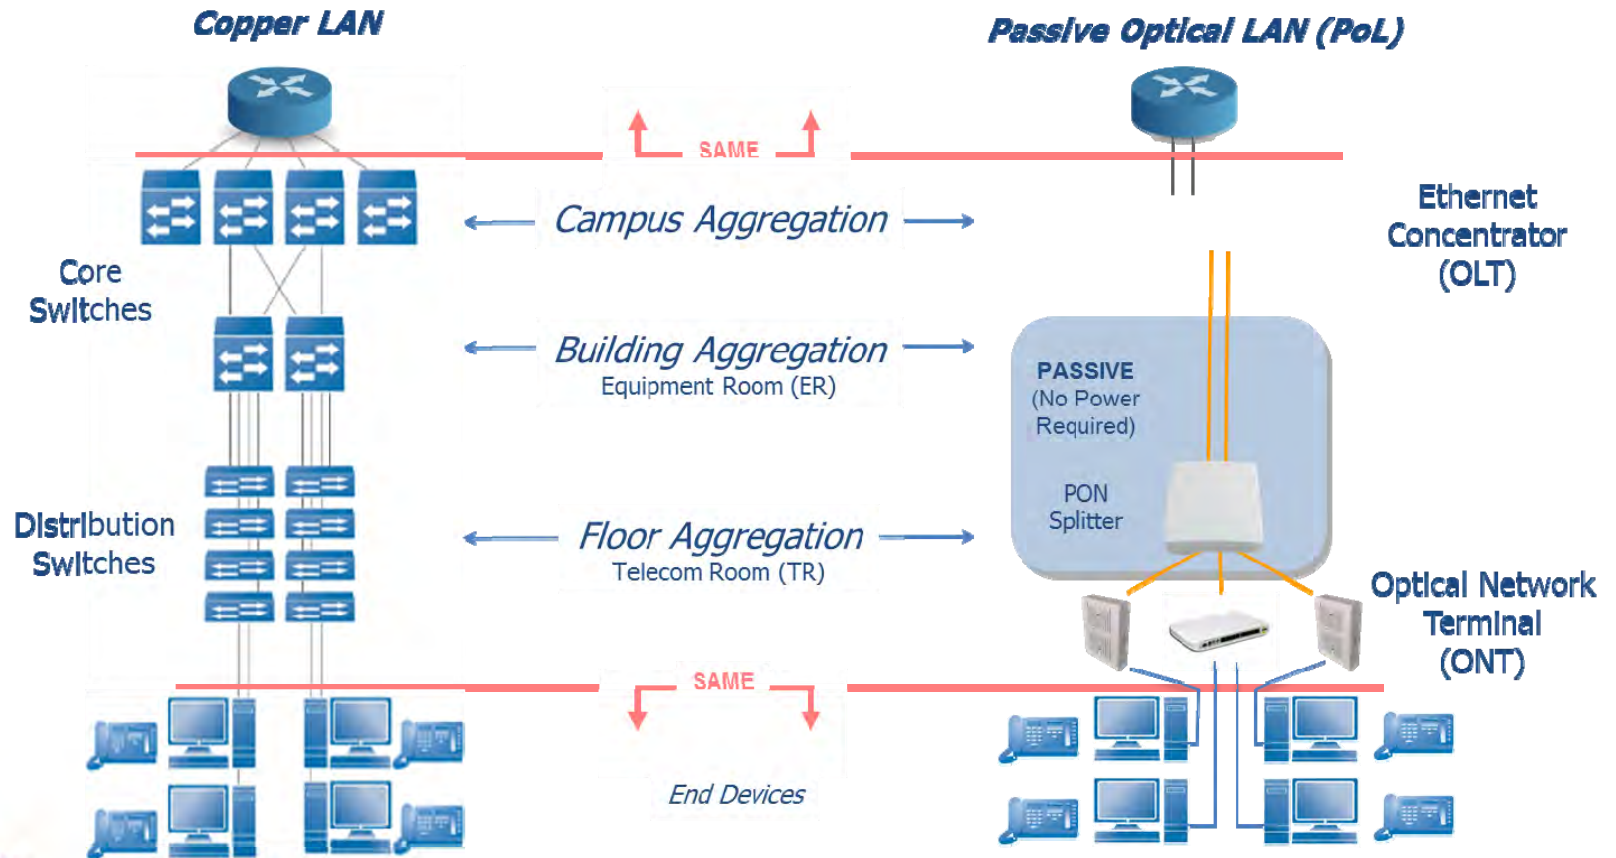 Copper LAN
Passive Optical LAN (PoL)
SAME
Campus Aggregation
Ethernet
Concentrator
(OLT)
Core
Switches
Building Aggregation
Equipment Room (ER)
PASSIVE
(No Power
Required)
PON
Splitter
Distribution
Switches
Floor Aggregation
Telecom Room (TR)
Optical Network
Terminal
(ONT)
SAME
End Devices